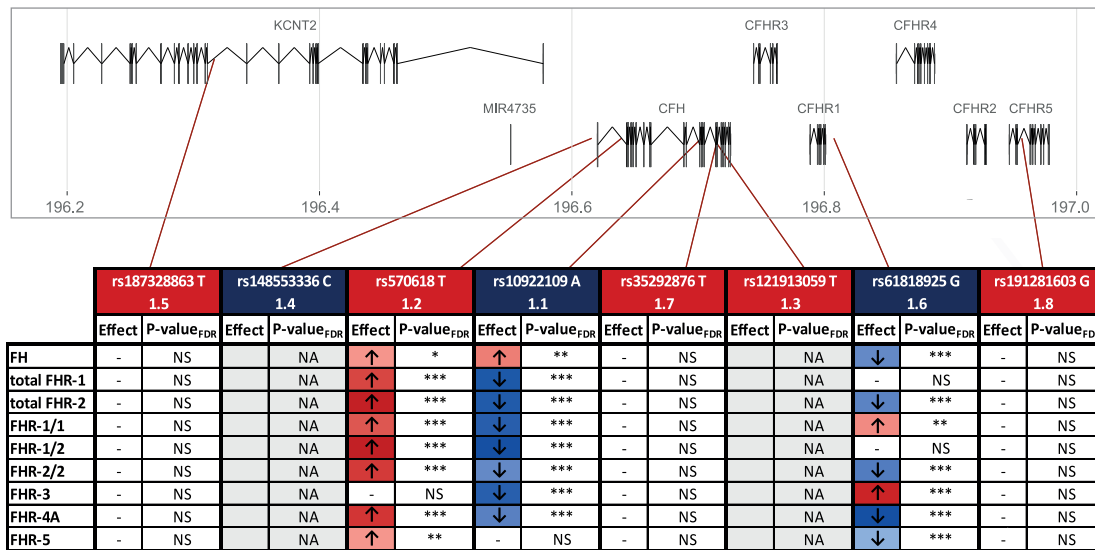 KCNT2 CFHR3 CFHR4
MIR4735 CFH CFHR1 CFHR2 CFHR5
196.2 196.4 196.6 196.8 197.0
rs187328863 T rs148553336 C rs570618 T rs10922109 A rs35292876 T rs121913059 T rs61818925 G rs191281603 G
1.5 1.4 1.2 1.1 1.7 1.3 1.6 1.8
Effect P-valueFDR Effect P-valueFDR Effect P-valueFDR Effect P-valueFDR Effect P-valueFDR Effect P-valueFDR Effect P-valueFDR Effect P-valueFDR
FH - NS NA ↑ * ↑ ** - NS NA ↓ *** - NS
total FHR-1 - NS NA ↑ *** ↓ *** - NS NA - NS - NS
total FHR-2 - NS NA ↑ *** ↓ *** - NS NA ↓ *** - NS
FHR-1/1 - NS NA ↑ *** ↓ *** - NS NA ↑ ** - NS
FHR-1/2 - NS NA ↑ *** ↓ *** - NS NA - NS - NS
FHR-2/2 - NS NA ↑ *** ↓ *** - NS NA ↓ *** - NS
FHR-3 - NS NA - NS ↓ *** - NS NA ↑ *** - NS
FHR-4A - NS NA ↑ *** ↓ *** - NS NA ↓ *** - NS
FHR-5 - NS NA ↑ ** - NS - NS NA ↓ *** - NS